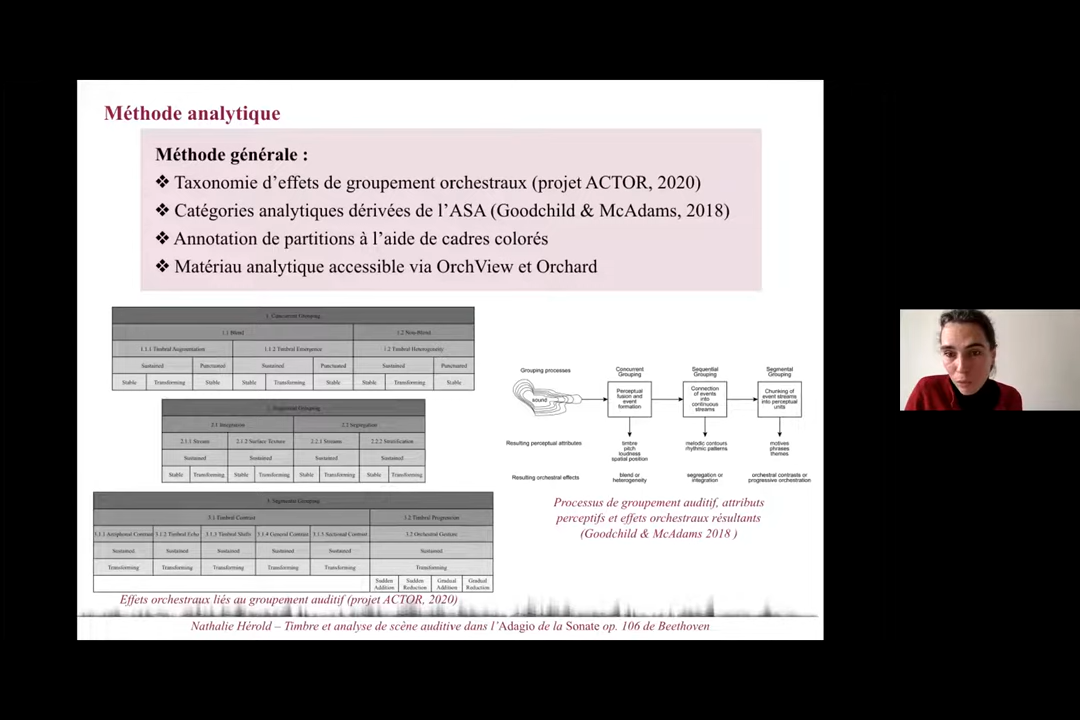 Méthode analytique
Méthode générale :
❖ Taxonomie d’effets de groupement orchestraux (projet ACTOR, 2020)
❖ Catégories analytiques dérivées de l’ASA (Goodchild & McAdams, 2018)
❖ Annotation de partitions à l’aide de cadres colorés
❖ Matériau analytique accessible via OrchView et Orchard
1. Concurrent Grouping
1.1 Blend 1.2 Non-Blend
1.1.1 Timbral Augmentation 1.1.2 Timbral Emergence 1.2 Timbral Heterogeneity
Sustained Punctuated Sustained Punctuated Sustained Punctuated
Stable Transforming Stable Stable Transforming Stable Stable Transforming Stable
2. Sequential Grouping
2.1 Integration 2.2 Segregation
2.1.1 Stream 2.1.2 Surface Texture 2.2.1 Streams 2.2.2 Stratification
Sustained Sustained Sustained Sustained
Stable Transforming Stable Transforming Stable Transforming Stable Transforming
3. Segmental Grouping
3.1 Timbral Contrast 3.2 Timbral Progression
3.1.1 Antiphonal Contrast 3.1.2 Timbral Echo 3.1.3 Timbral Shifts 3.1.4 General Contrast 3.1.5 Sectional Contrast 3.2 Orchestral Gesture
Sustained Sustained Sustained Sustained Sustained Sustained
Transforming Transforming Transforming Transforming Transforming Transforming
Sudden Addition Sudden Reduction Gradual Addition Gradual Reduction
Effets orchestraux liés au groupement auditif (projet ACTOR, 2020)
Grouping processes
Concurrent
Grouping
Sequential
Grouping
Segmental
Grouping
sound
Perceptual
fusion and
event
formation
Connection
of events
into
continuous
streams
Chunking of
event streams
into perceptual
units
Resulting perceptual attributes
timbre
pitch
loudness
spatial position
melodic contours
rhythmic patterns
motives
phrases
themes
Resulting orchestral effects
blend or
heterogeneity
segregation or
integration
orchestral contrasts or
progressive orchestration
Processus de groupement auditif, attributs
perceptifs et effets orchestraux résultants
(Goodchild & McAdams 2018 )
Nathalie Hérold – Timbre et analyse de scène auditive dans l’Adagio de la Sonate op. 106 de Beethoven